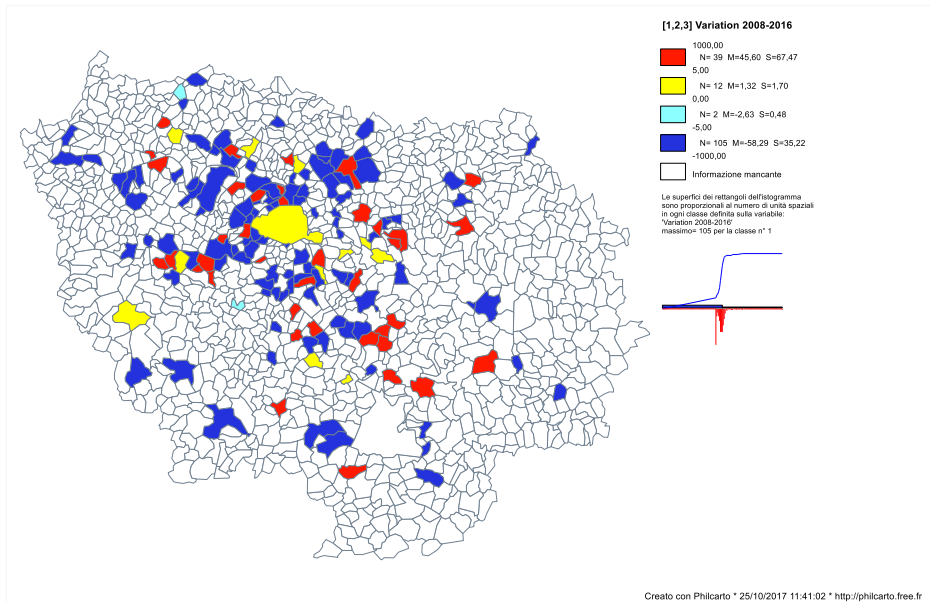 [1,2,3] Variation 2008-2016
1000,00
N= 39 M=45,60 S=67,47
5,00
N= 12 M=1,32 S=1,70
0,00
N= 2 M=-2,63 S=0,48
-5,00
N= 105 M=-58,29 S=35,22
-1000,00
Informazione mancante
Le superfici dei rettangoli dell'istogramma
sono proporzionali al numero di unità spaziali
in ogni classe definita sulla variabile:
'Variation 2008-2016'
massimo= 105 per la classe n° 1
Creato con Philcarto * 25/10/2017 11:41:02 * http://philcarto.free.fr